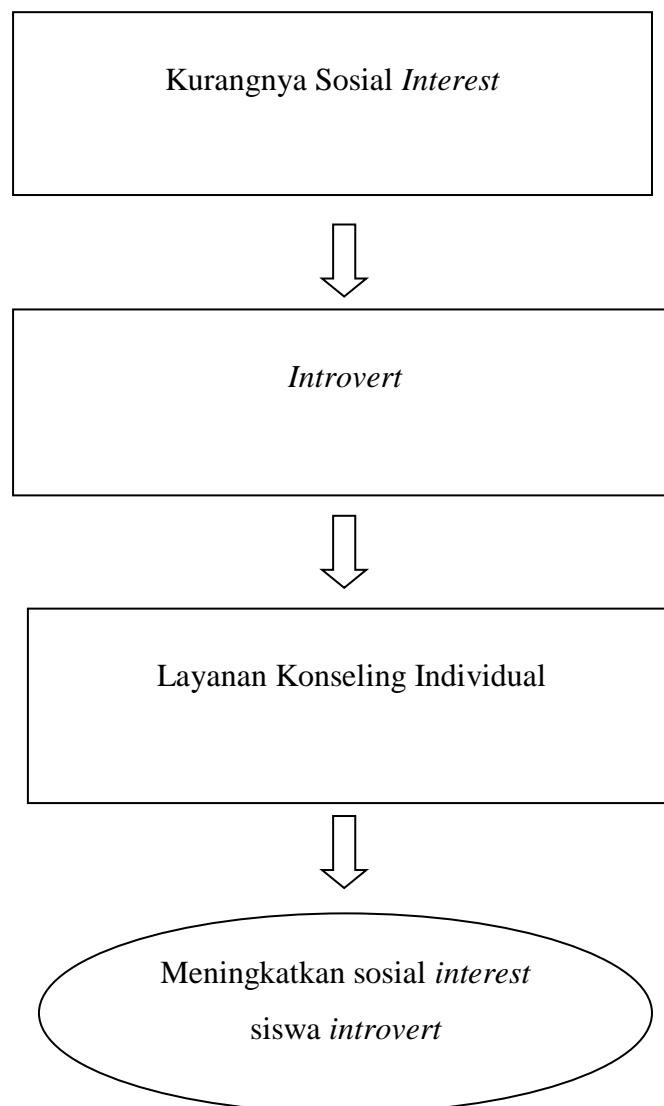 Kurangnya Sosial Interest
Introvert
Layanan Konseling Individual
Meningkatkan sosial interest
siswa introvert